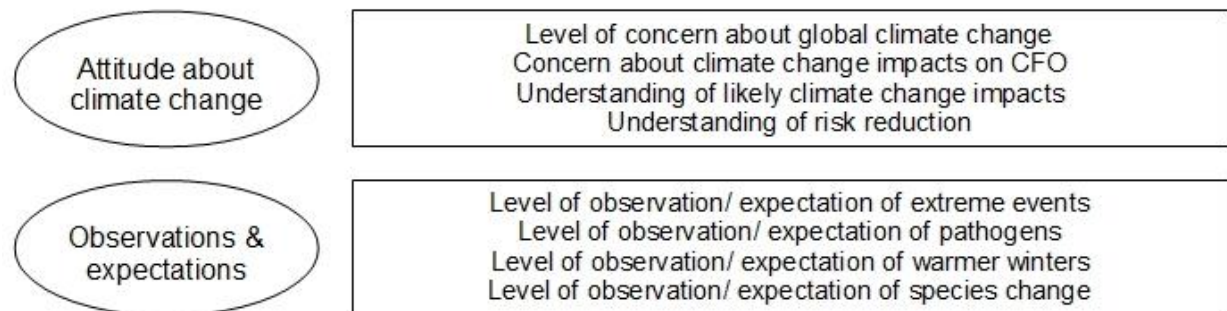 Attitude about
climate change
Level of concern about global climate change
Concern about climate change impacts on CFO
Understanding of likely climate change impacts
Understanding of risk reduction
Observations &
expectations
Level of observation/ expectation of extreme events
Level of observation/ expectation of pathogens
Level of observation/ expectation of warmer winters
Level of observation/ expectation of species change